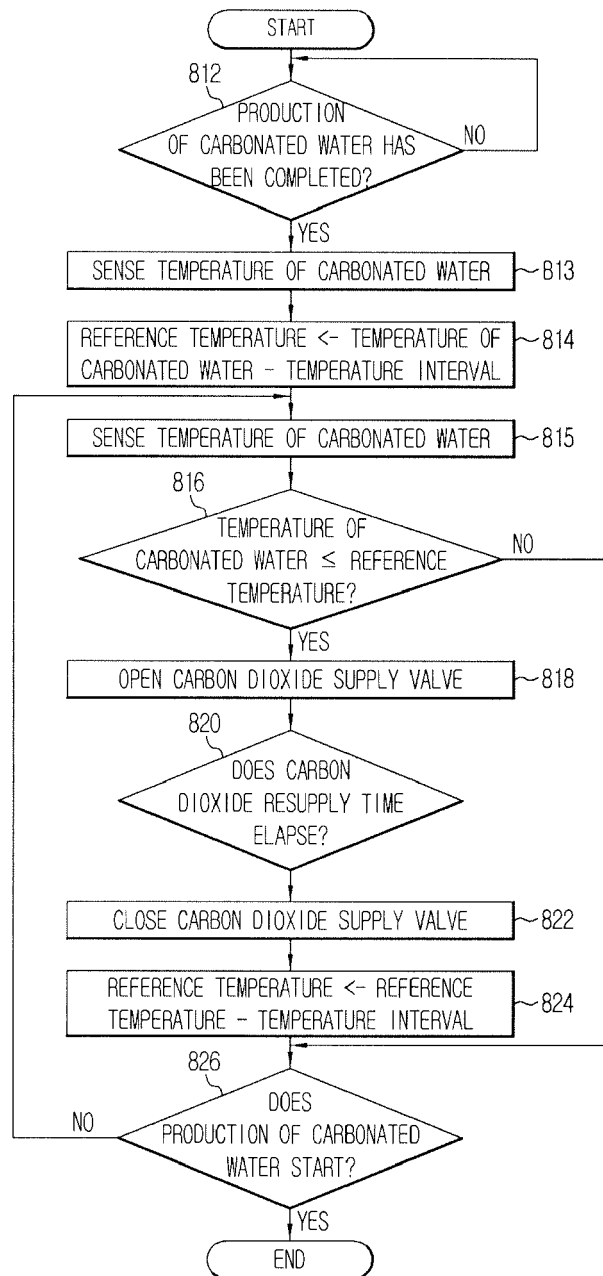 START
812
PRODUCTION
OF CARBONATED WATER HAS
BEEN COMPLETED?
NO
YES
SENSE TEMPERATURE OF CARBONATED WATER
813
REFERENCE TEMPERATURE <- TEMPERATURE OF
CARBONATED WATER - TEMPERATURE INTERVAL
814
SENSE TEMPERATURE OF CARBONATED WATER
815
816
TEMPERATURE OF
CARBONATED WATER ≤ REFERENCE
TEMPERATURE?
NO
YES
OPEN CARBON DIOXIDE SUPPLY VALVE
818
820
DOES CARBON
DIOXIDE RESUPPLY TIME
ELAPSE?
CLOSE CARBON DIOXIDE SUPPLY VALVE
822
REFERENCE TEMPERATURE <- REFERENCE
TEMPERATURE - TEMPERATURE INTERVAL
824
826
DOES
PRODUCTION OF CARBONATED
WATER START?
NO
YES
END